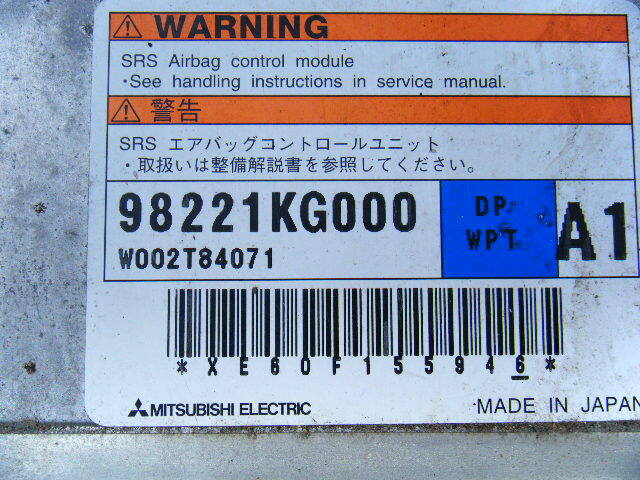 WARNING
SRS Airbag control module
・See handling instructions in service manual.
警告
SRS エアバッグコントロールユニット
・取扱いは整備解説書を参照してください。
98221KG000 DP A1
WPT
W002T84071
*XE60F155946*
MITSUBISHI ELECTRIC MADE IN JAPAN